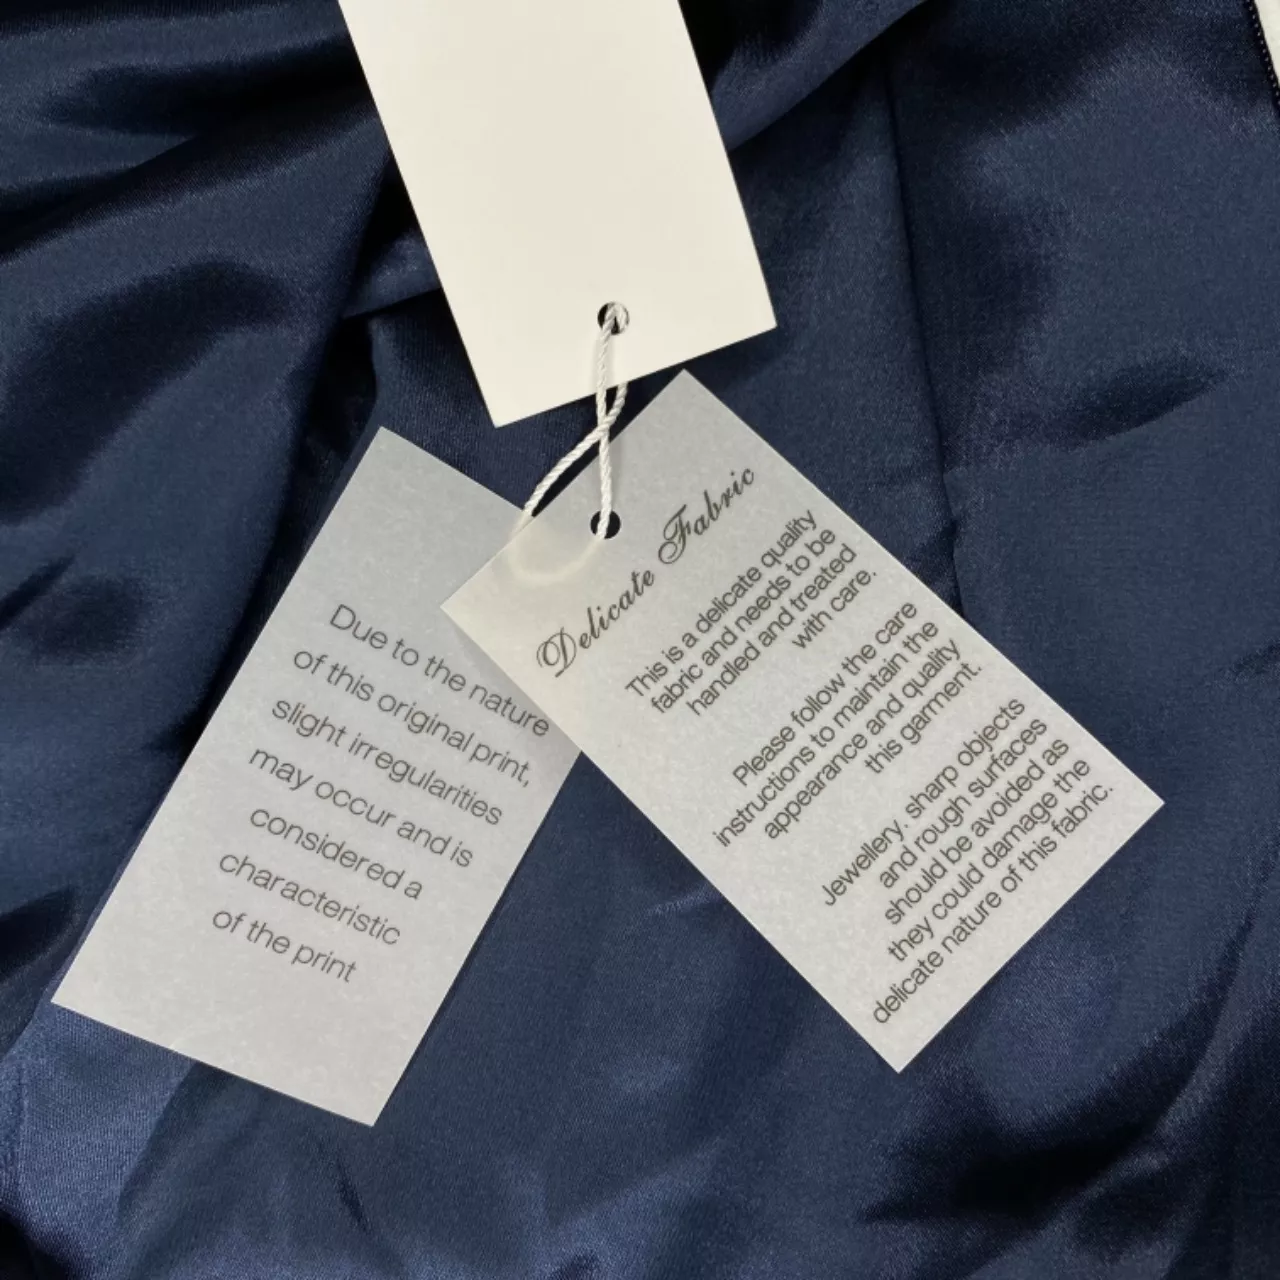 Due to the nature
of this original print,
slight irregularities
may occur and is
considered a
characteristic
of the print
Delicate Fabric
This is a delicate quality
fabric and needs to be
handled and treated
with care.
Please follow the care
instructions to maintain the
appearance and quality
this garment.
Jewellery. sharp objects
and rough surfaces
should be avoided as
they could damage the
delicate nature of this fabric.